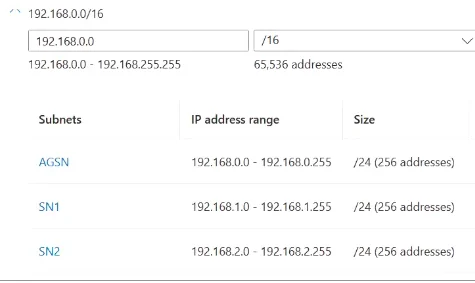 192.168.0.0/16
192.168.0.0 /16
192.168.0.0 - 192.168.255.255 65,536 addresses
Subnets IP address range Size
AGSN 192.168.0.0 - 192.168.0.255 /24 (256 addresses)
SN1 192.168.1.0 - 192.168.1.255 /24 (256 addresses)
SN2 192.168.2.0 - 192.168.2.255 /24 (256 addresses)